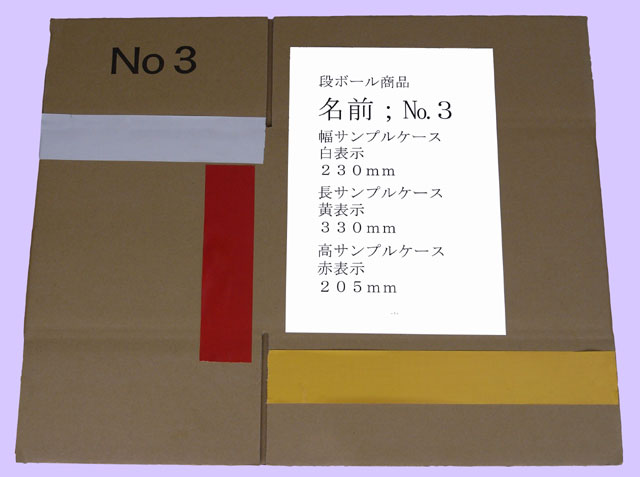 No 3
段ボール商品
名前；№３
幅サンプルケース
白表示
２３０mm
長サンプルケース
黄表示
３３０mm
高サンプルケース
赤表示
２０５mm